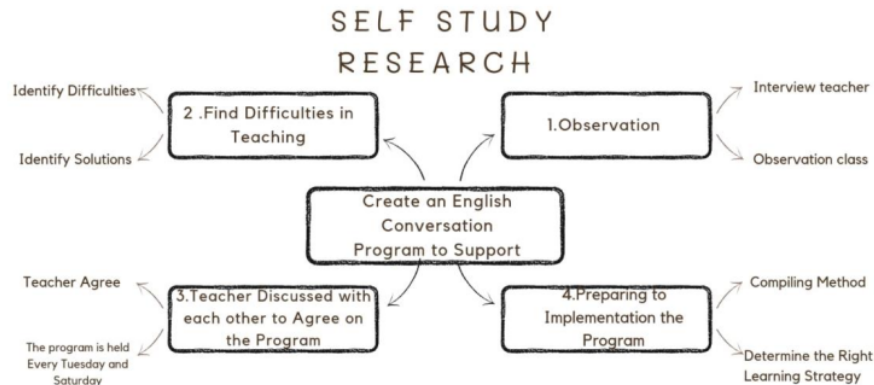 SELF STUDY
RESEARCH
Identify Difficulties
2 .Find Difficulties in
Teaching
Identify Solutions
1.Observation
Interview teacher
Observation class
Create an English
Conversation
Program to Support
Teacher Agree
3.Teacher Discussed with
each other to Agree on
the Program
The program is held
Every Tuesday and
Saturday
4.Preparing to
Implementation the
Program
Compiling Method
Determine the Right
Learning Strategy